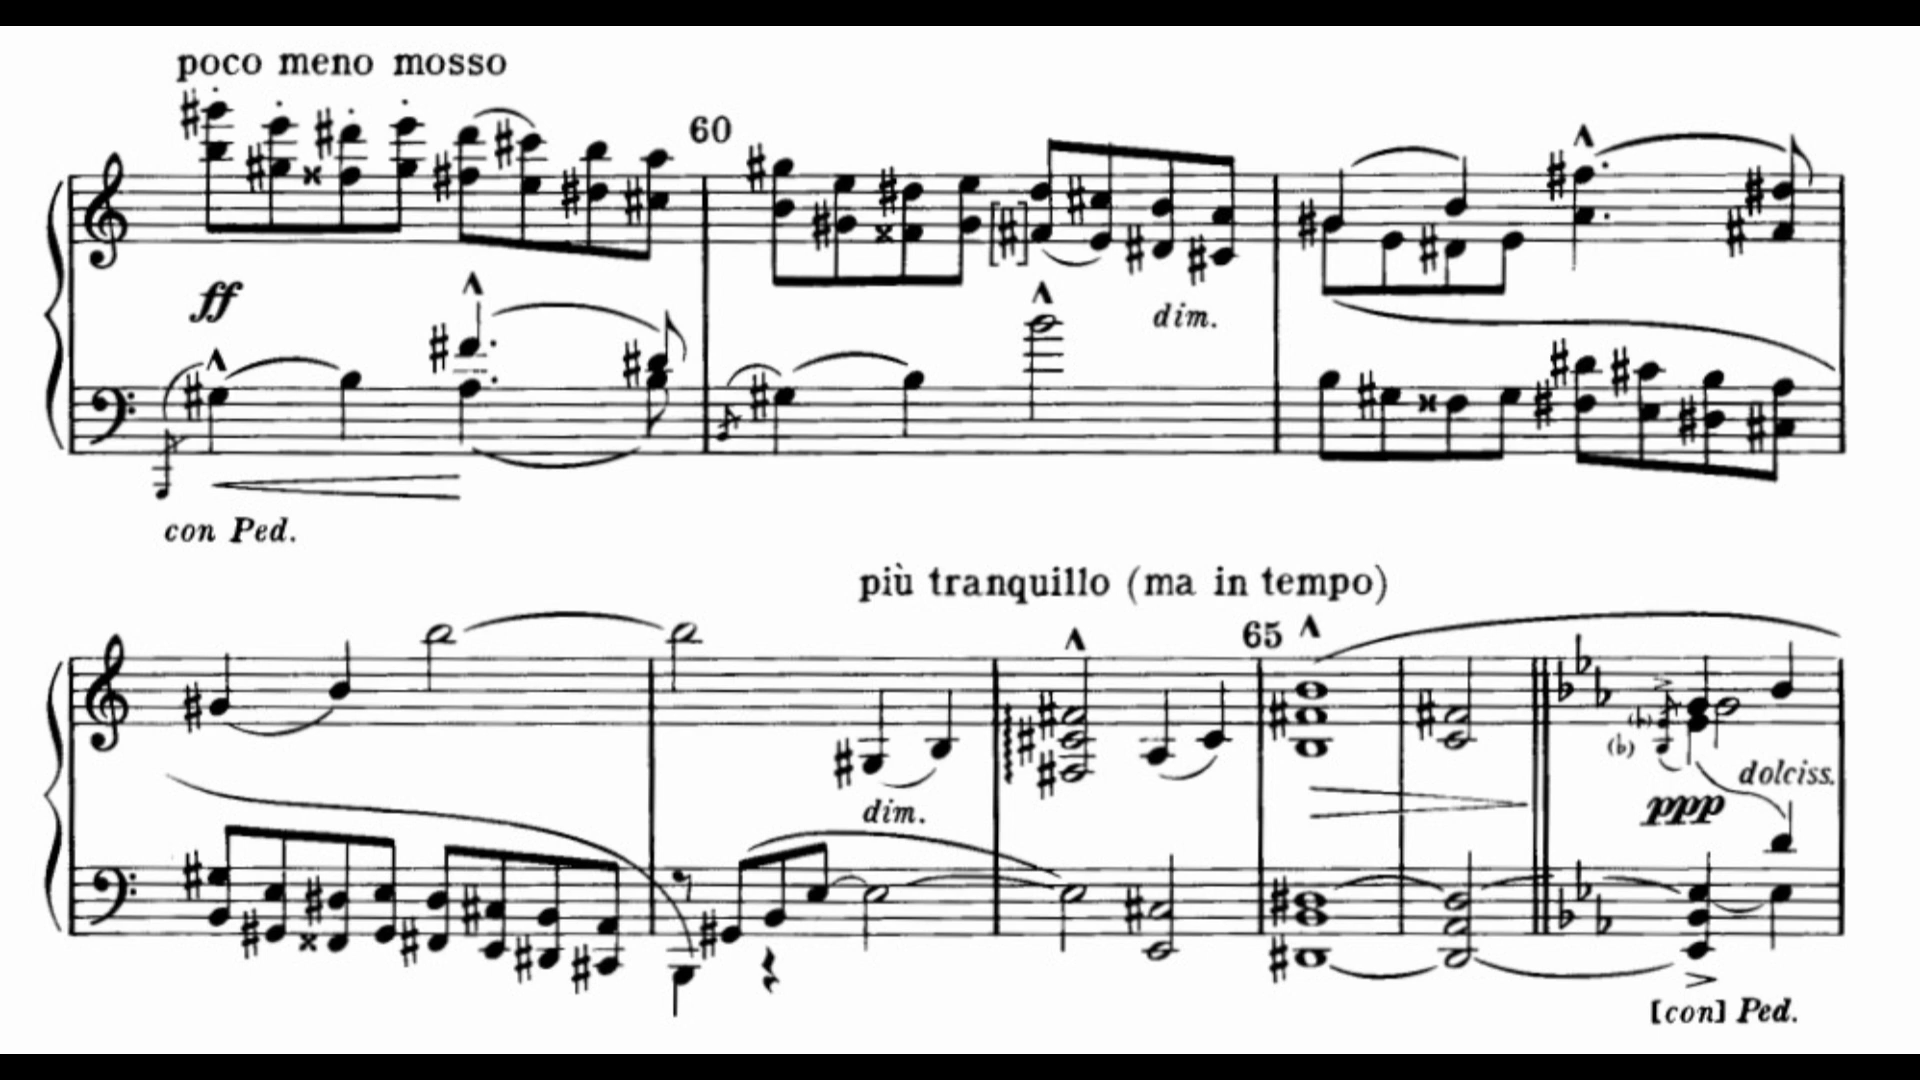 poco meno mosso
60
ff
dim.
con Ped.
più tranquillo (ma in tempo)
65
dim.
dolciss.
ppp
[con] Ped.